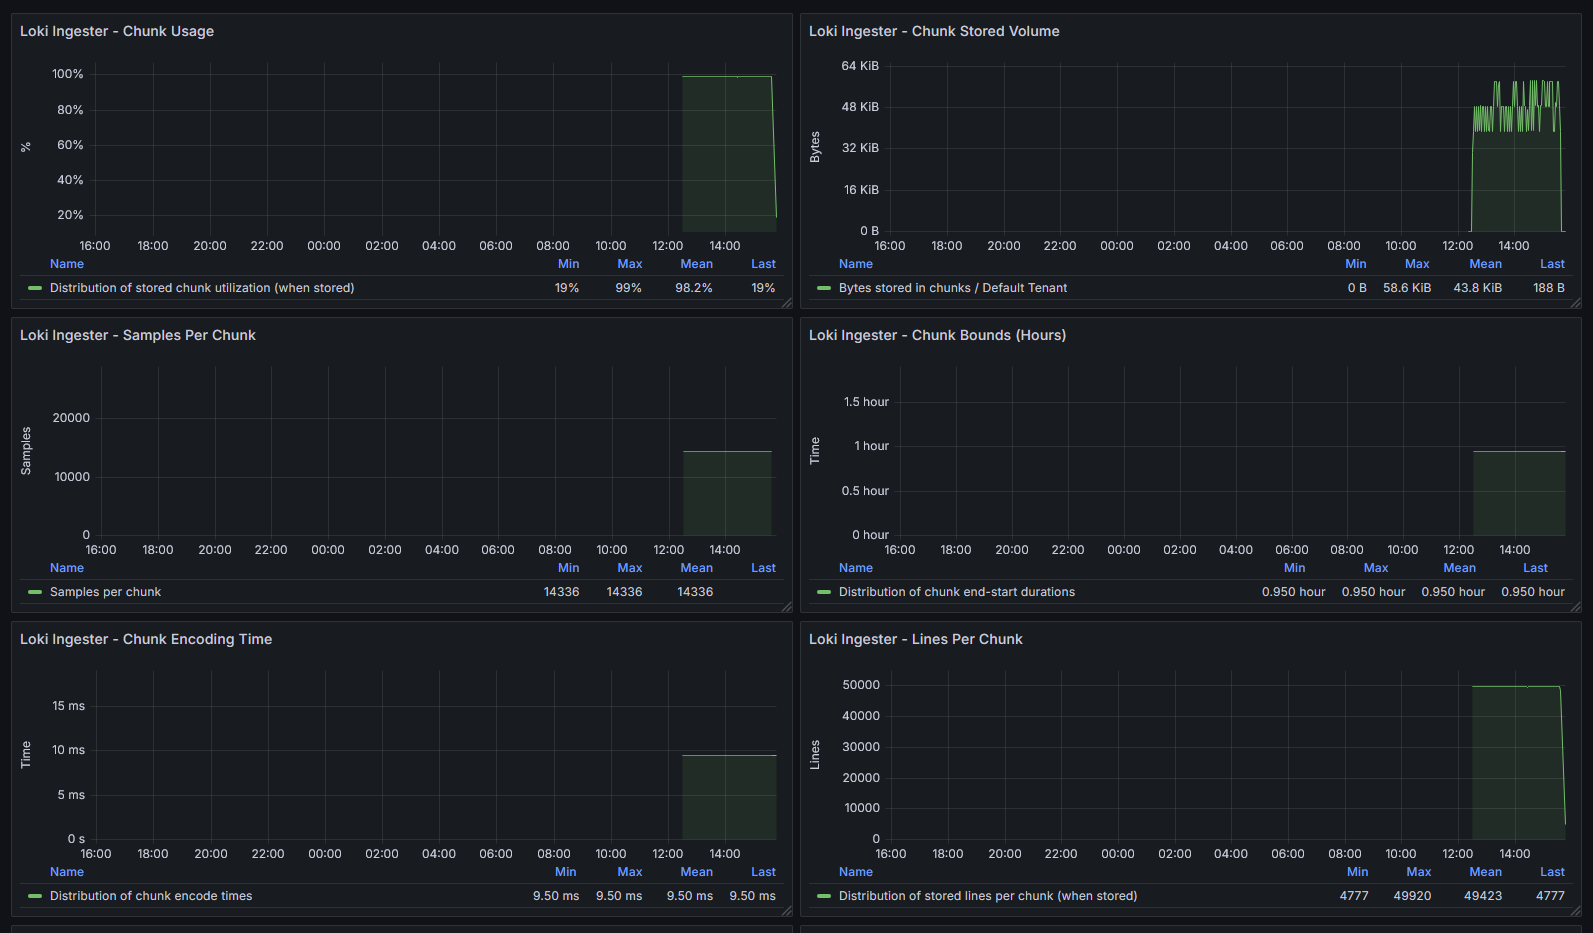 Loki Ingester - Chunk Usage
100%
80%
60%
40%
20%
%
16:00 18:00 20:00 22:00 00:00 02:00 04:00 06:00 08:00 10:00 12:00 14:00
Name Min Max Mean Last
Distribution of stored chunk utilization (when stored) 19% 99% 98.2% 19%
Loki Ingester - Chunk Stored Volume
64 KiB
48 KiB
32 KiB
16 KiB
0 B
Bytes
16:00 18:00 20:00 22:00 00:00 02:00 04:00 06:00 08:00 10:00 12:00 14:00
Name Min Max Mean Last
Bytes stored in chunks / Default Tenant 0 B 58.6 KiB 43.8 KiB 188 B
Loki Ingester - Samples Per Chunk
20000
10000
0
Samples
16:00 18:00 20:00 22:00 00:00 02:00 04:00 06:00 08:00 10:00 12:00 14:00
Name Min Max Mean Last
Samples per chunk 14336 14336 14336
Loki Ingester - Chunk Bounds (Hours)
1.5 hour
1 hour
0.5 hour
0 hour
Time
16:00 18:00 20:00 22:00 00:00 02:00 04:00 06:00 08:00 10:00 12:00 14:00
Name Min Max Mean Last
Distribution of chunk end-start durations 0.950 hour 0.950 hour 0.950 hour 0.950 hour
Loki Ingester - Chunk Encoding Time
15 ms
10 ms
5 ms
0 s
Time
16:00 18:00 20:00 22:00 00:00 02:00 04:00 06:00 08:00 10:00 12:00 14:00
Name Min Max Mean Last
Distribution of chunk encode times 9.50 ms 9.50 ms 9.50 ms 9.50 ms
Loki Ingester - Lines Per Chunk
50000
40000
30000
20000
10000
0
Lines
16:00 18:00 20:00 22:00 00:00 02:00 04:00 06:00 08:00 10:00 12:00 14:00
Name Min Max Mean Last
Distribution of stored lines per chunk (when stored) 4777 49920 49423 4777